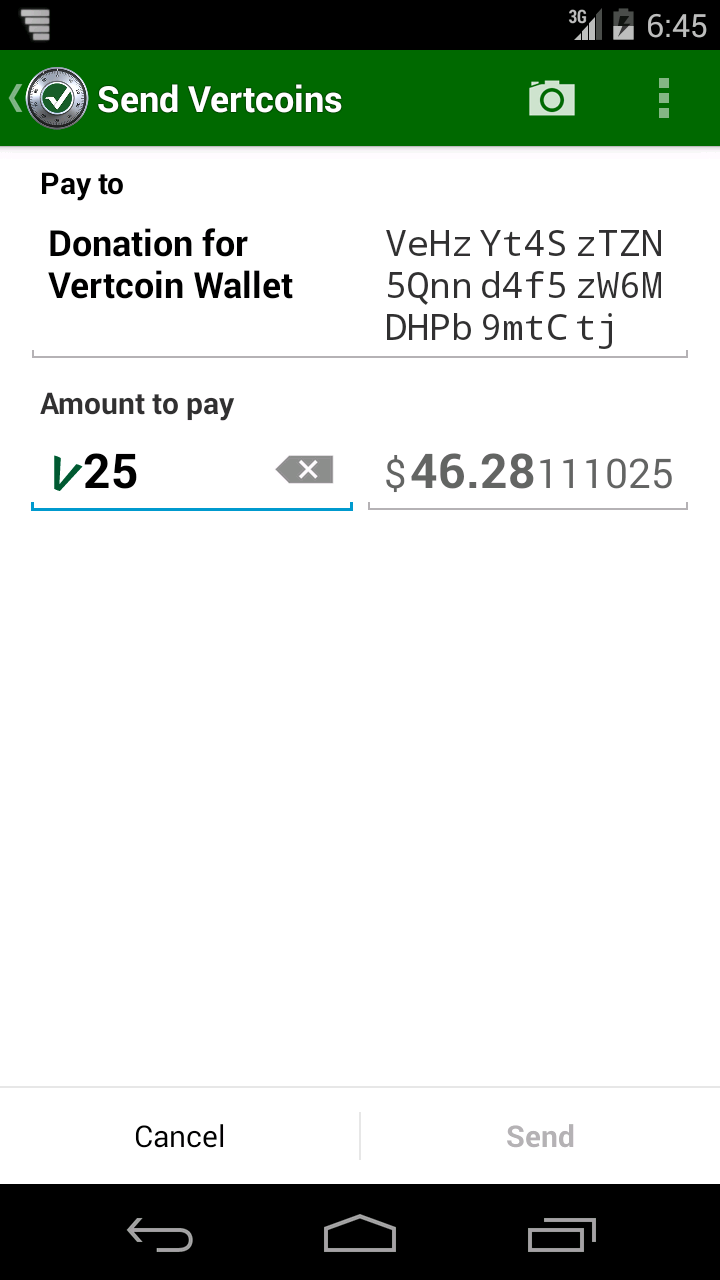 3G 6:45
Send Vertcoins
Pay to
Donation for
Vertcoin Wallet
VeHz Yt4S zTZN
5Qnn d4f5 zW6M
DHPb 9mtC tj
Amount to pay
25
$46.28111025
Cancel
Send